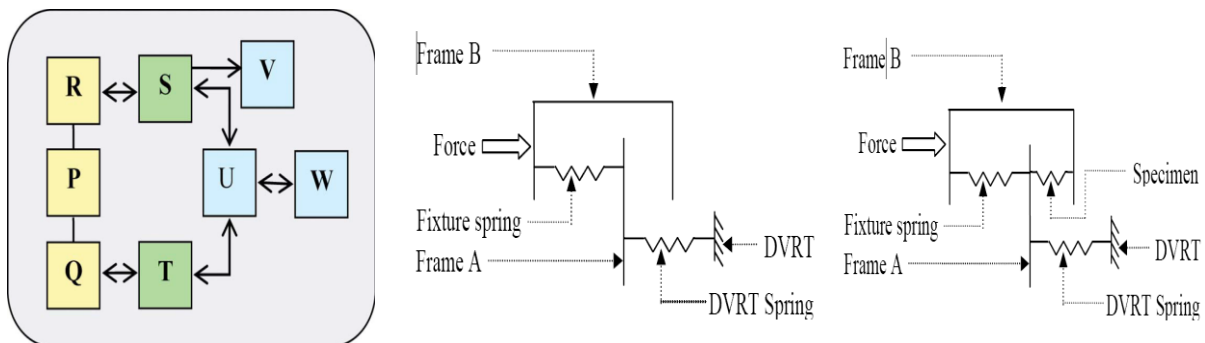 R
S
V
P
U
W
Q
T
Frame B
Force
Fixture spring
Frame A
DVRT
DVRT Spring
Frame B
Force
Specimen
Fixture spring
Frame A
DVRT
DVRT Spring